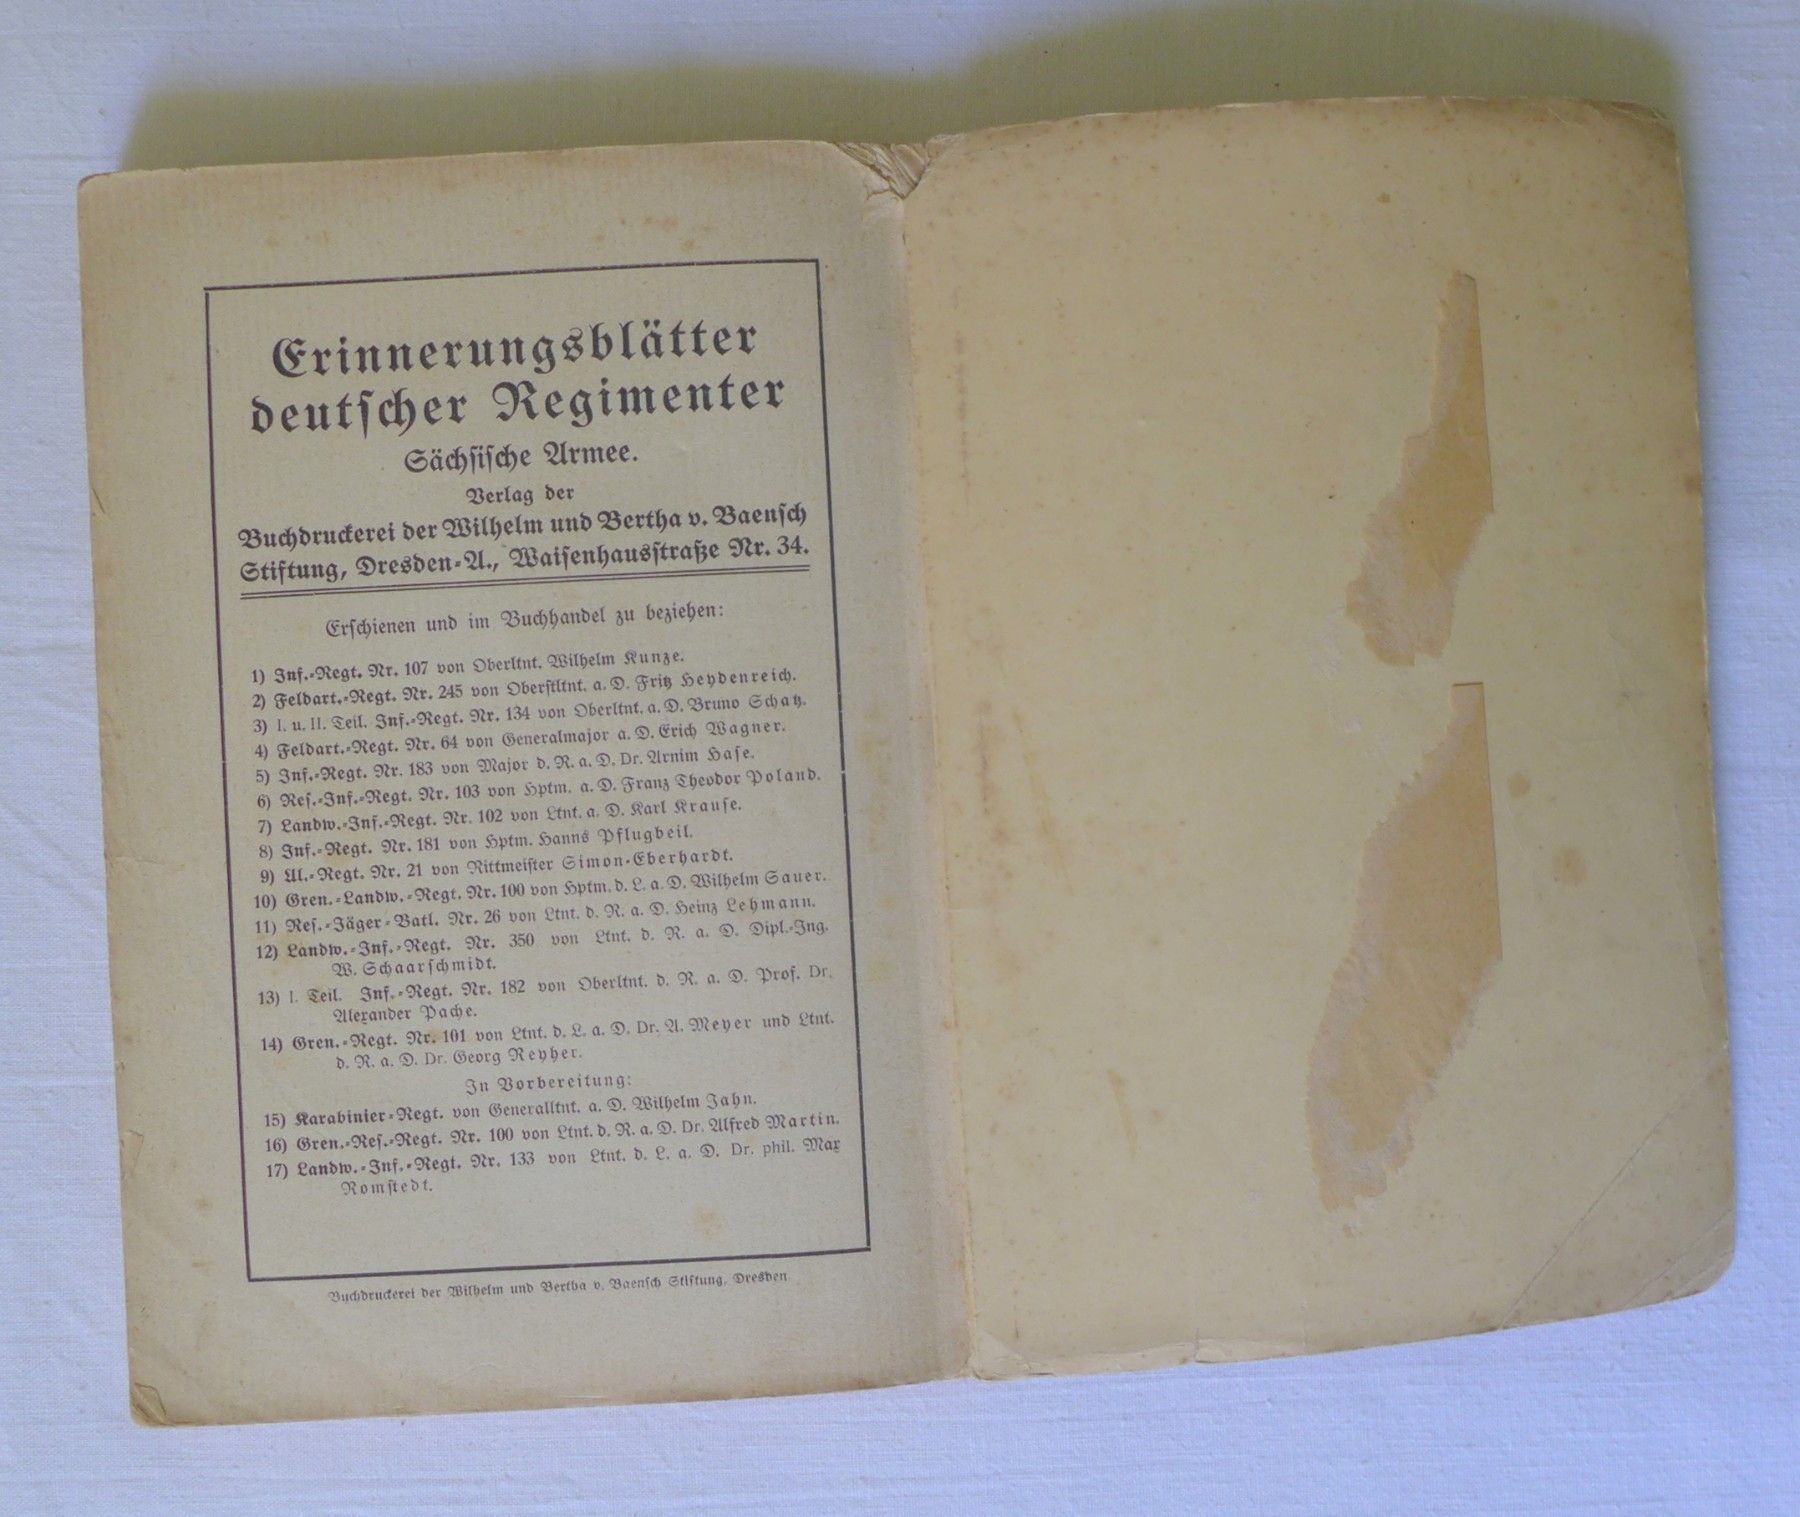 Erinnerungsblätter
deutſcher Regimenter
Sächſiſche Armee.
Verlag der
Buchdruckerei der Wilhelm und Bertha v. Baenſch
Stiftung, Dresden-A., Waiſenhausſtraße Nr. 34.
Erſchienen und im Buchhandel zu beziehen:
1) Inf.-Regt. Nr. 107 von Oberltnt. Wilhelm Kunze.
2) Feldart.-Regt. Nr. 245 von Oberſtltnt. a. D. Fritz Heydenreich.
3) I. u. II. Teil. Inf.-Regt. Nr. 134 von Oberltnt. a. D. Bruno Schatz.
4) Feldart.-Regt. Nr. 64 von Generalmajor a. D. Erich Wagner.
5) Inf.-Regt. Nr. 183 von Major d. R. a. D. Dr. Arnim Haſe.
6) Reſ.-Inf.-Regt. Nr. 103 von Hptm. a. D. Franz Theodor Poland.
7) Landw.-Inf.-Regt. Nr. 102 von Ltnt. a. D. Karl Krauſe.
8) Inf.-Regt. Nr. 181 von Hptm. Hanns Pflugbeil.
9) Ul.-Regt. Nr. 21 von Rittmeiſter Simon-Eberhardt.
10) Gren.-Landw.-Regt. Nr. 100 von Hptm. d. L. a. D. Wilhelm Sauer.
11) Reſ.-Jäger-Batl. Nr. 26 von Ltnt. d. R. a. D. Heinz Lehmann.
12) Landw.-Inf.-Regt. Nr. 350 von Ltnt. d. R. a. D. Dipl.-Ing.
W. Schaarſchmidt.
13) I. Teil. Inf.-Regt. Nr. 182 von Oberltnt. d. R. a. D. Prof. Dr.
Alexander Pache.
14) Gren.-Regt. Nr. 101 von Ltnt. d. L. a. D. Dr. A. Meyer und Ltnt.
d. R. a. D. Dr. Georg Reyher.
In Vorbereitung:
15) Karabinier-Regt. von Generalltnt. a. D. Wilhelm Jahn.
16) Gren.-Reſ.-Regt. Nr. 100 von Ltnt. d. R. a. D. Dr. Alfred Martin.
17) Landw.-Inf.-Regt. Nr. 133 von Ltnt. d. L. a. D. Dr. phil. Max
Romſtedt.
Buchdruckerei der Wilhelm und Bertha v. Baenſch Stiftung, Dresden